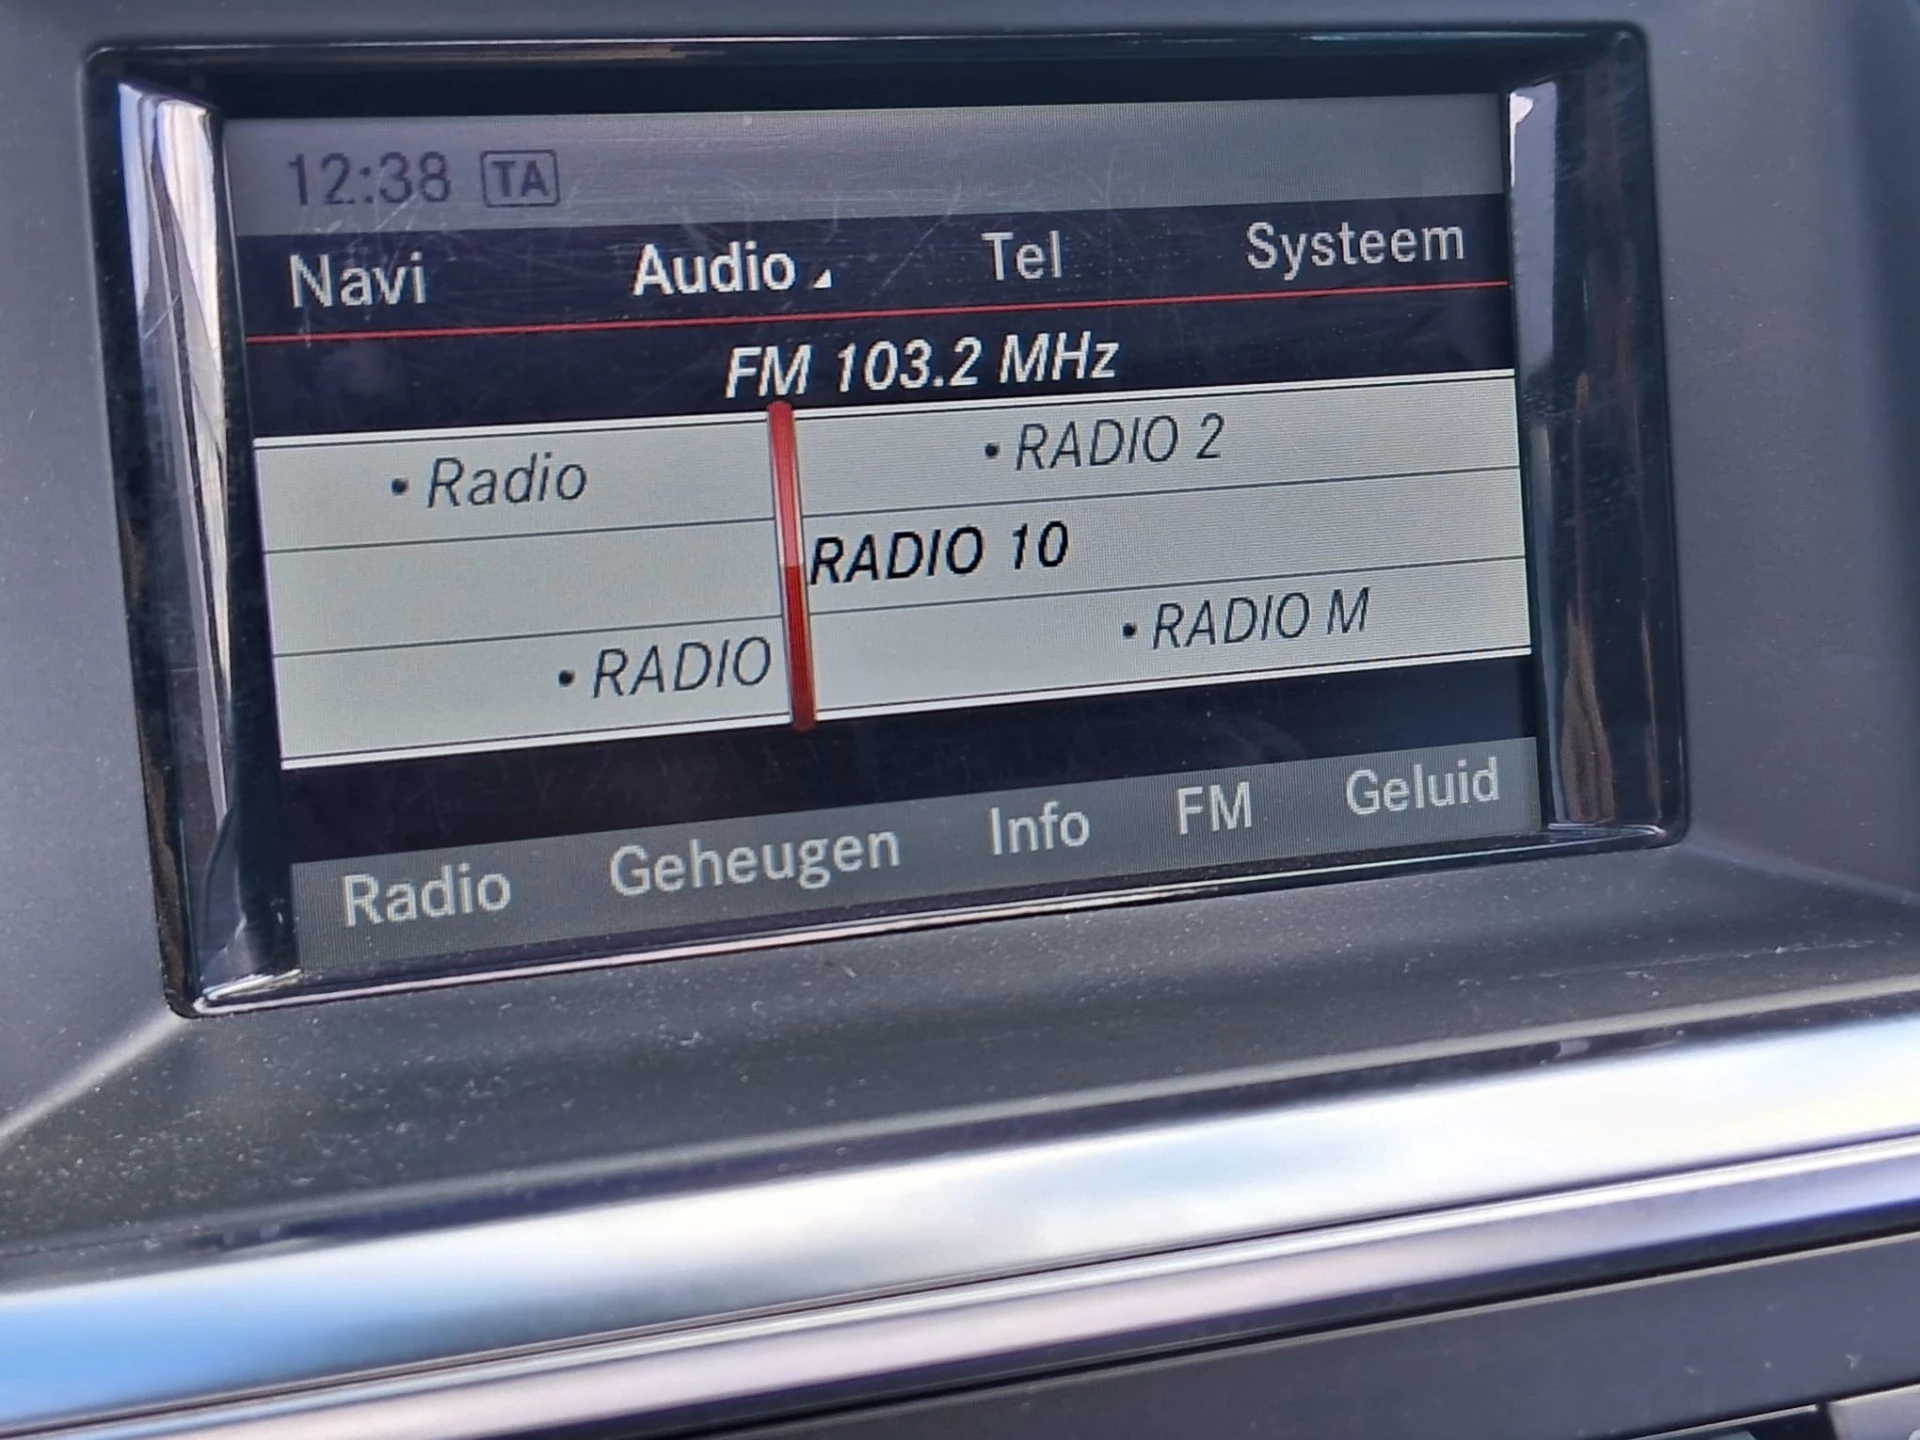 12:38 TA
Navi Audio Tel Systeem
FM 103.2 MHz
• Radio • RADIO 2
RADIO 10
• RADIO • RADIO M
Radio Geheugen Info FM Geluid